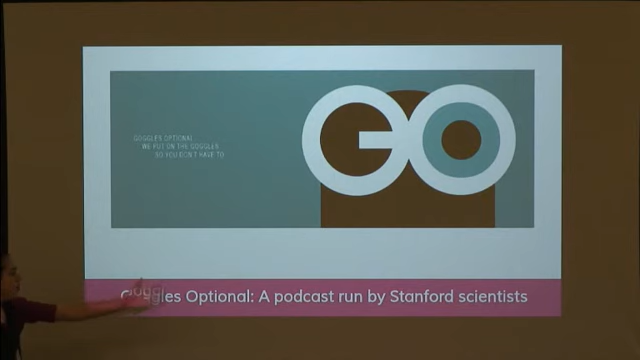 GOGGLES OPTIONAL
WE PUT ON THE GOGGLES
SO YOU DON'T HAVE TO
GO
Goggles Optional: A podcast run by Stanford scientists